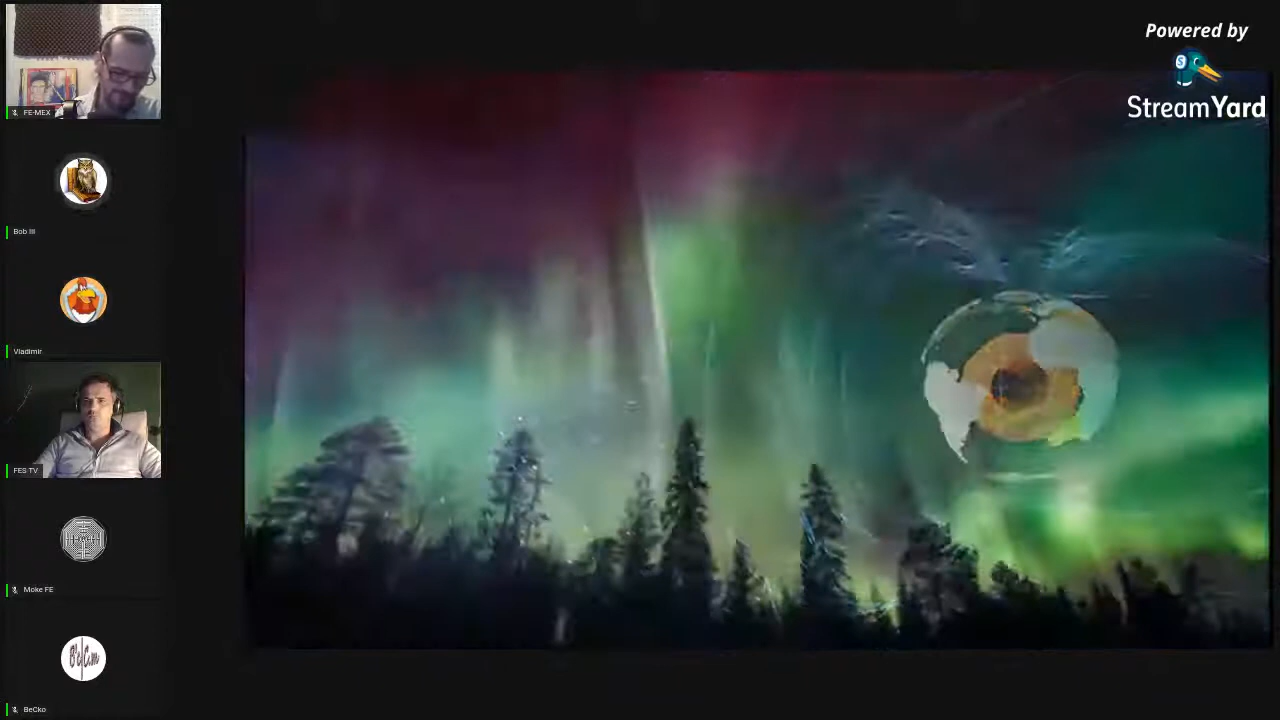 Powered by
StreamYard
FE-MEX
Bob III
Vladimir
FES TV
Moke FE
BeCko